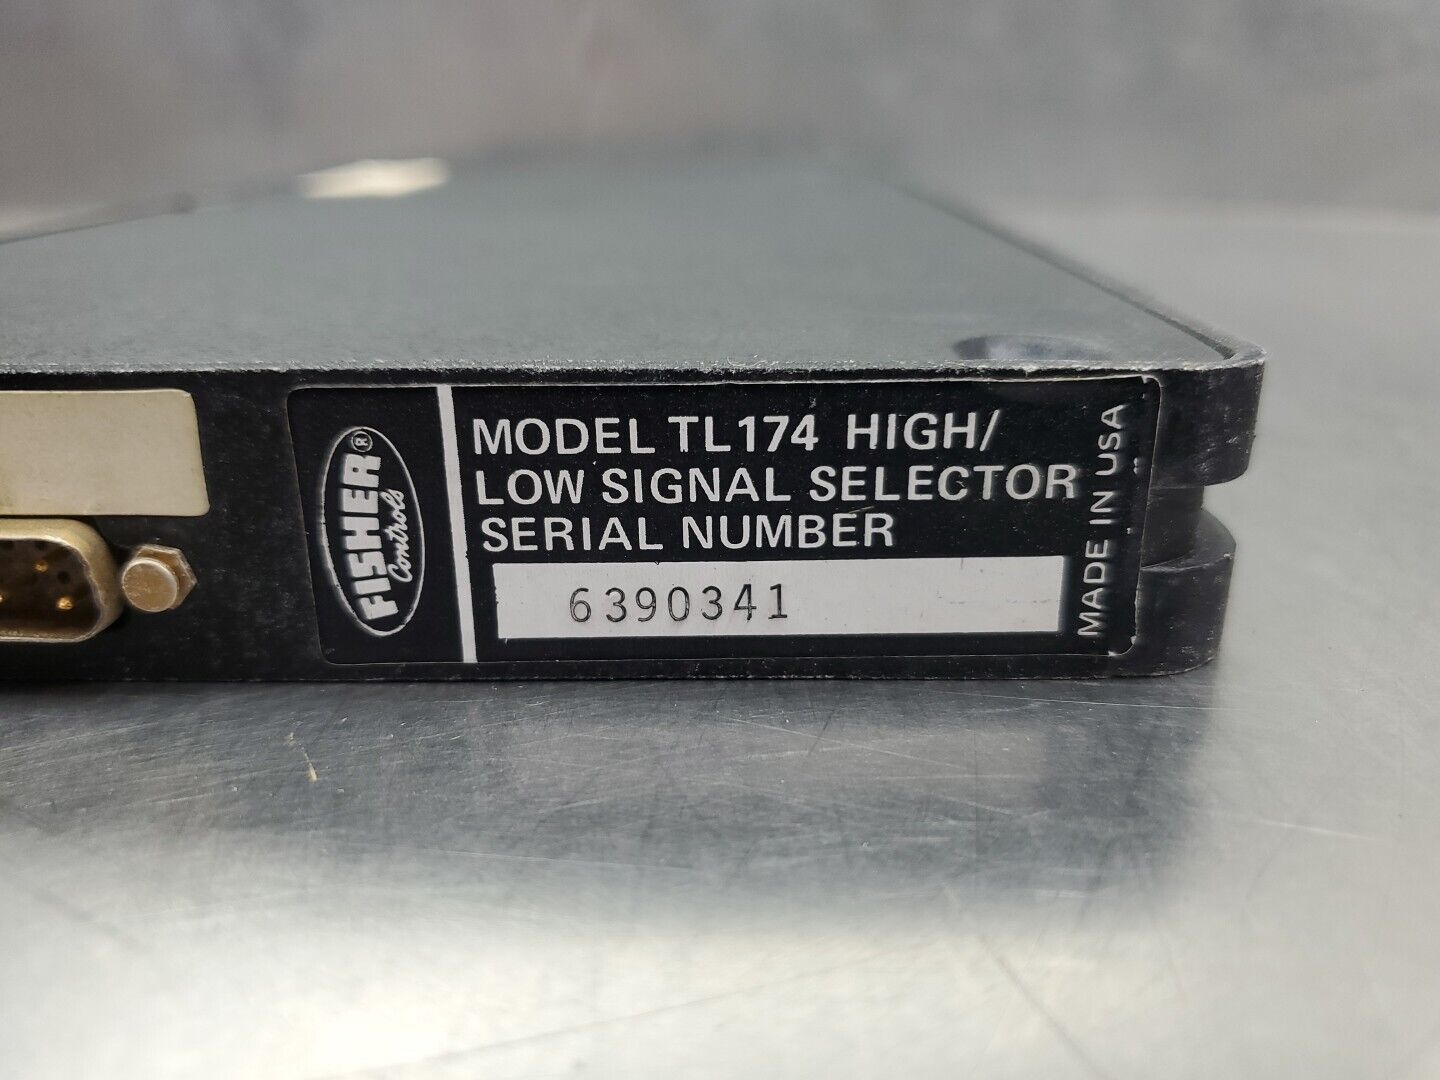 FISHER®
Controls
MODEL TL174 HIGH/
LOW SIGNAL SELECTOR
SERIAL NUMBER
6390341
MADE IN USA